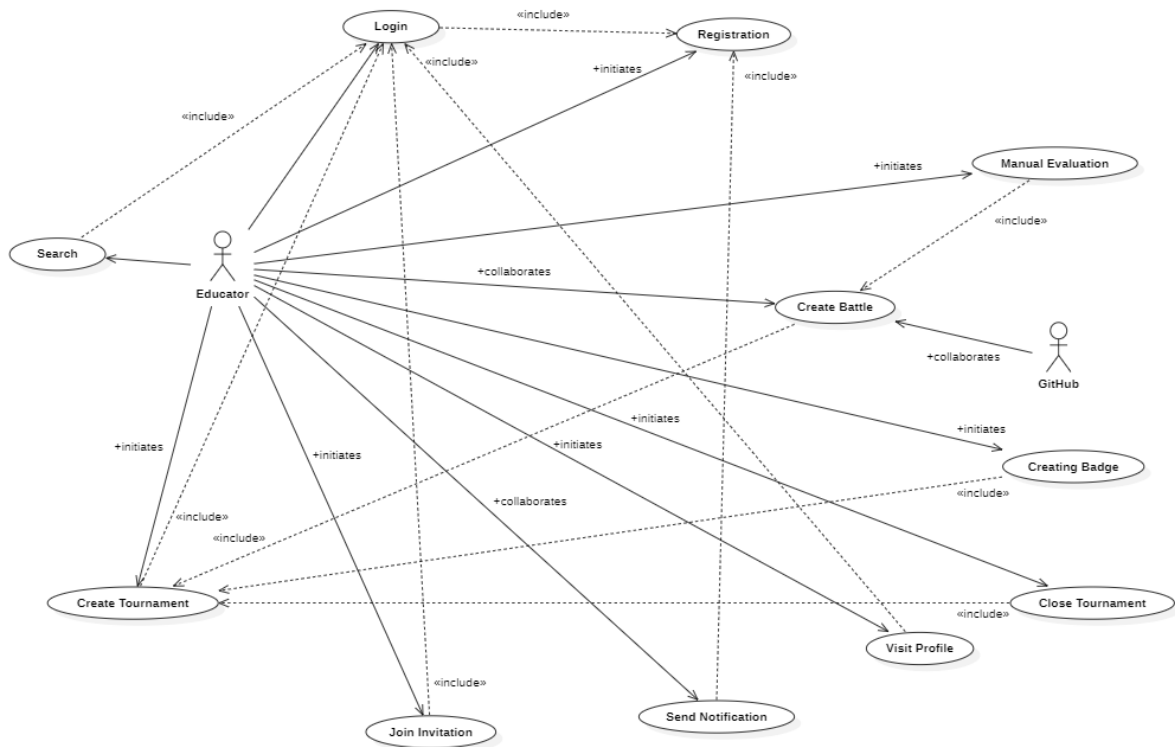 Login
«include»
Registration
+initiates
«include»
«include»
«include»
Manual Evaluation
+initiates
«include»
Search
Educator
+collaborates
Create Battle
+collaborates
GitHub
+initiates
+initiates
+initiates
+initiates
+initiates
Creating Badge
«include»
+collaborates
«include»
«include»
Create Tournament
Close Tournament
«include»
Visit Profile
«include»
Send Notification
Join Invitation